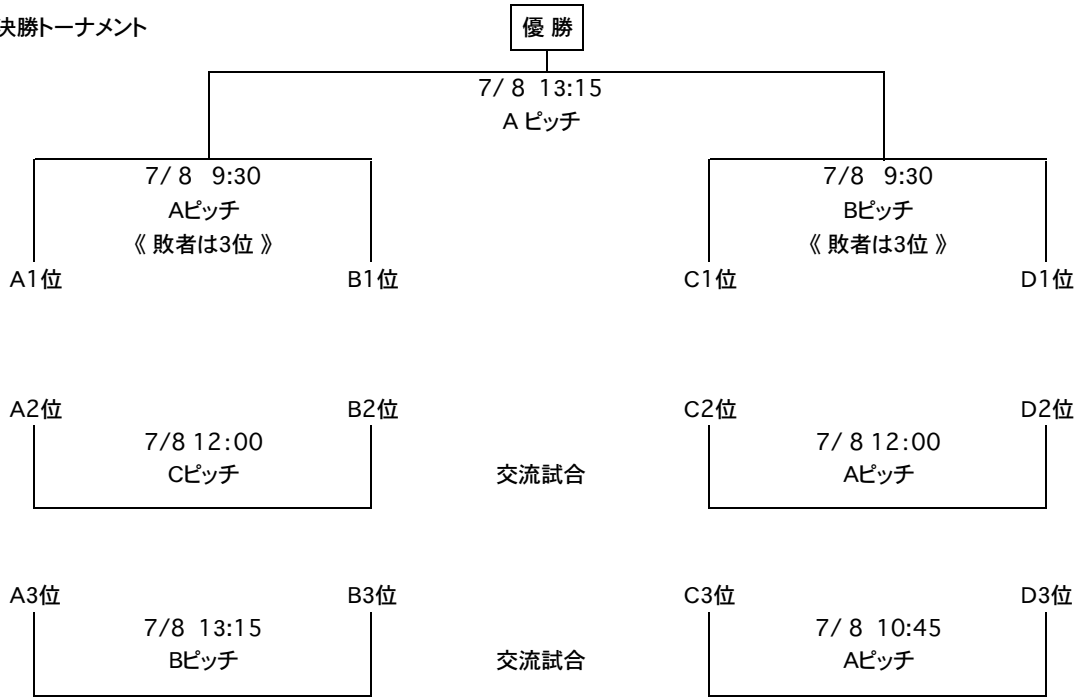 決勝トーナメント
優 勝
7/ 8 13:15
A ピッチ
7/ 8 9:30
Aピッチ
《 敗者は3位 》
7/8 9:30
Bピッチ
《 敗者は3位 》
A1位
B1位
C1位
D1位
A2位
B2位
C2位
D2位
7/8 12:00
Cピッチ
交流試合
7/ 8 12:00
Aピッチ
A3位
B3位
C3位
D3位
7/8 13:15
Bピッチ
交流試合
7/ 8 10:45
Aピッチ